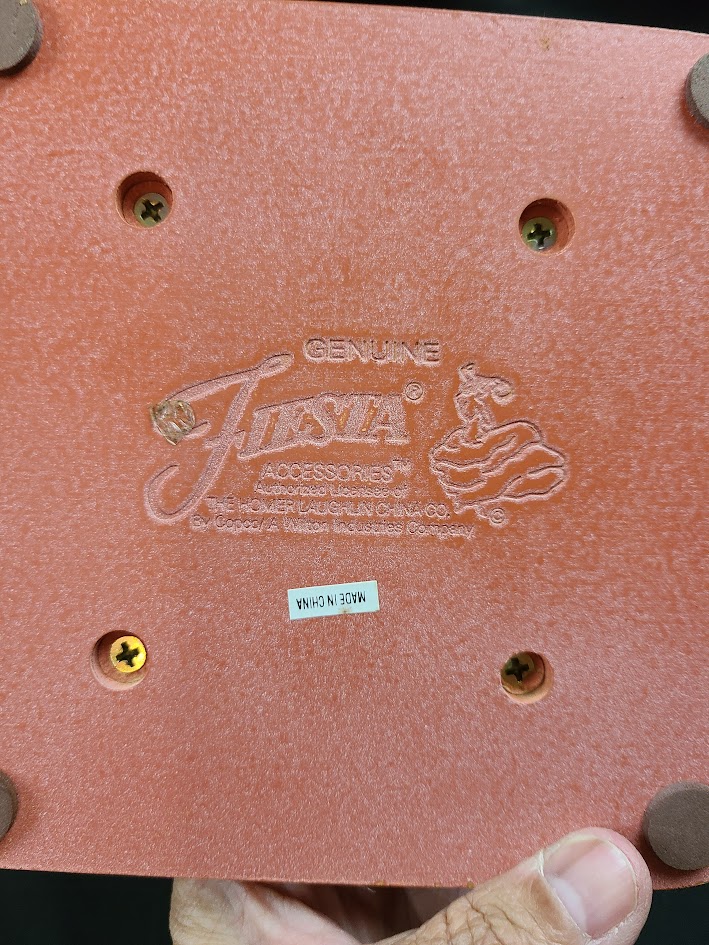 GENUINE
FIESTA®
ACCESSORIES™
Authorized Licensee of
THE HOMER LAUGHLIN CHINA CO.
By Copco/A Wilton Industries Company
©
MADE IN CHINA